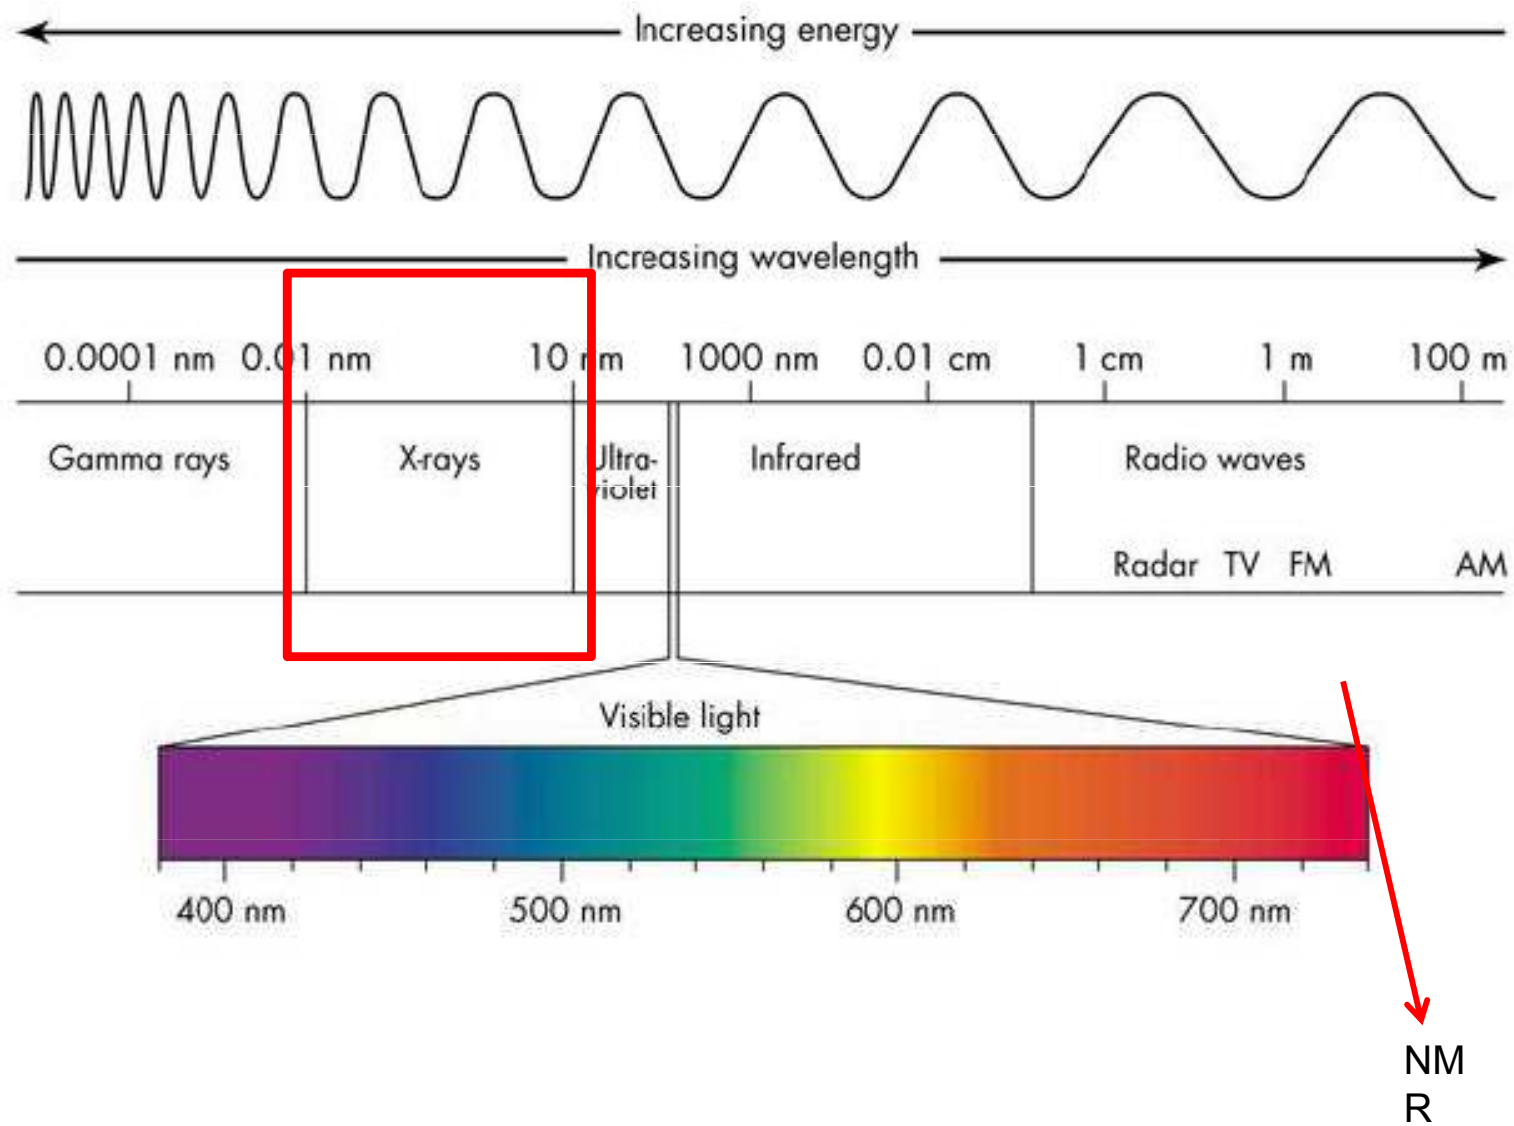 Increasing energy
Increasing wavelength
0.0001 nm 0.01 nm 10 nm 1000 nm 0.01 cm 1 cm 1 m 100 m
Gamma rays X-rays Ultra- Infrared Radio waves
violet
Radar TV FM AM
Visible light
400 nm 500 nm 600 nm 700 nm
NM
R